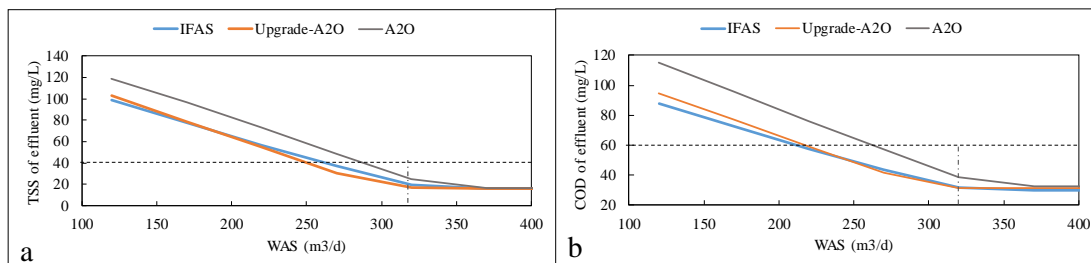 IFAS Upgrade-A2O A2O
140
120
100
80
60
40
20
0
TSS of effluent (mg/L)
100 150 200 250 300 350 400
WAS (m3/d)
a
IFAS Upgrade-A2O A2O
120
100
80
60
40
20
COD of effluent (mg/L)
100 150 200 250 300 350 400
WAS (m3/d)
b